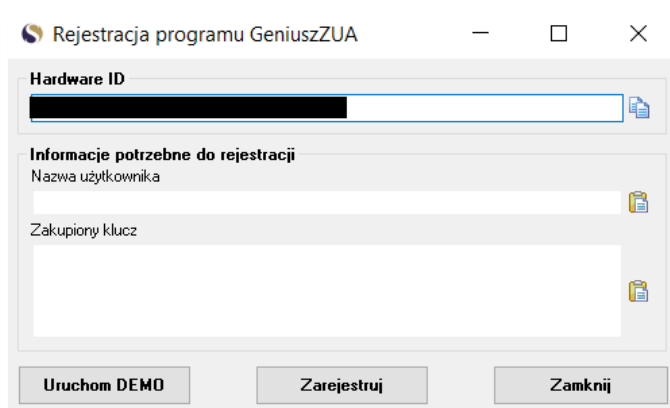 Rejestracja programu GeniuszZUA
Hardware ID
Informacje potrzebne do rejestracji
Nazwa użytkownika
Zakupiony klucz
Uruchom DEMO
Zarejestruj
Zamknij